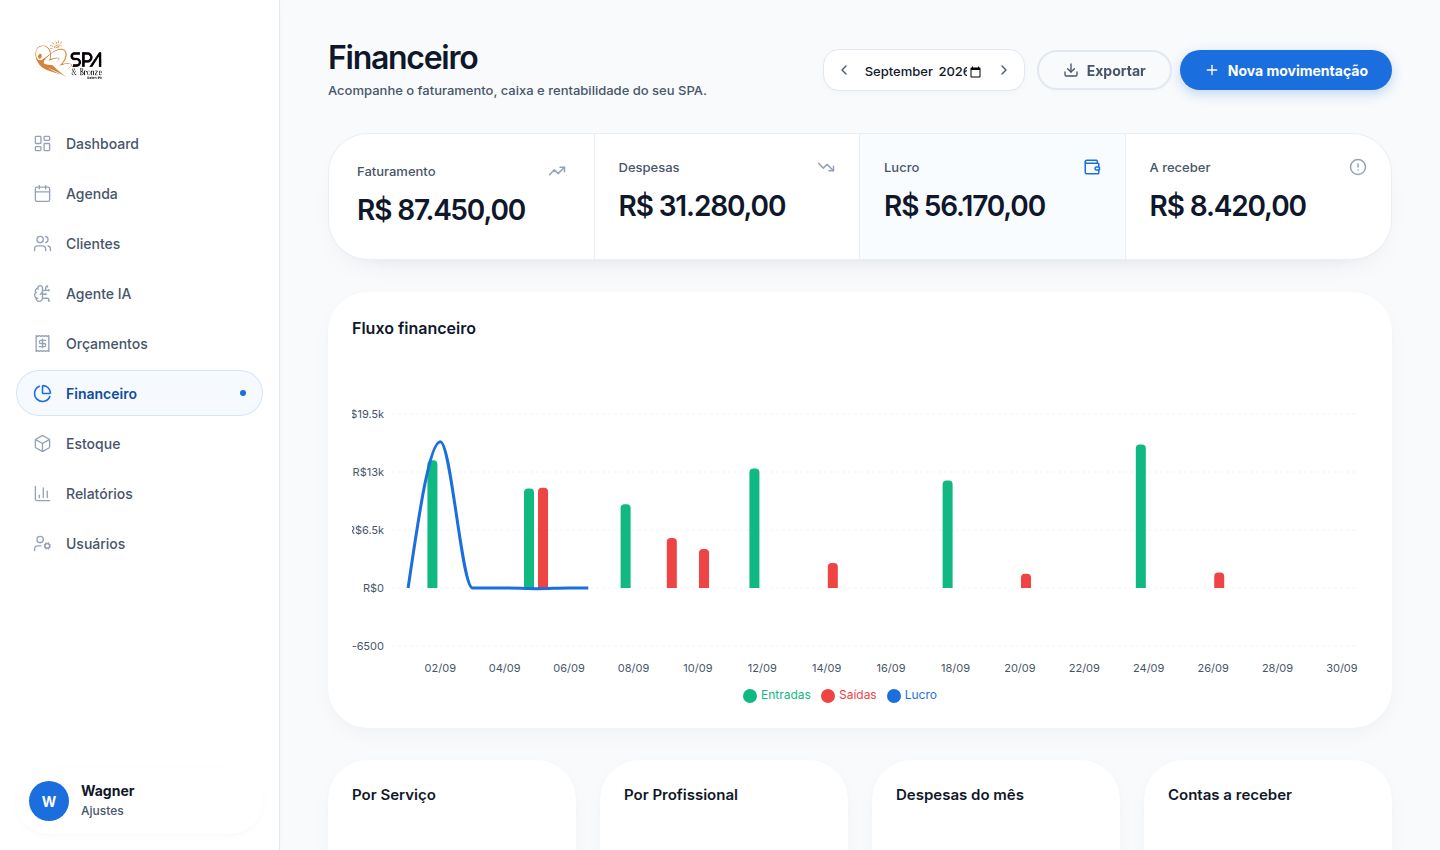 SPA
& Bronze
Dashboard
Agenda
Clientes
Agente IA
Orçamentos
Financeiro
Estoque
Relatórios
Usuários
W
Wagner
Ajustes
Financeiro
Acompanhe o faturamento, caixa e rentabilidade do seu SPA.
September 2026
Exportar
Nova movimentação
Faturamento
R$ 87.450,00
Despesas
R$ 31.280,00
Lucro
R$ 56.170,00
A receber
R$ 8.420,00
Fluxo financeiro
$19.5k
R$13k
R$6.5k
R$0
-6500
02/09 04/09 06/09 08/09 10/09 12/09 14/09 16/09 18/09 20/09 22/09 24/09 26/09 28/09 30/09
Entradas Saídas Lucro
Por Serviço
Por Profissional
Despesas do mês
Contas a receber